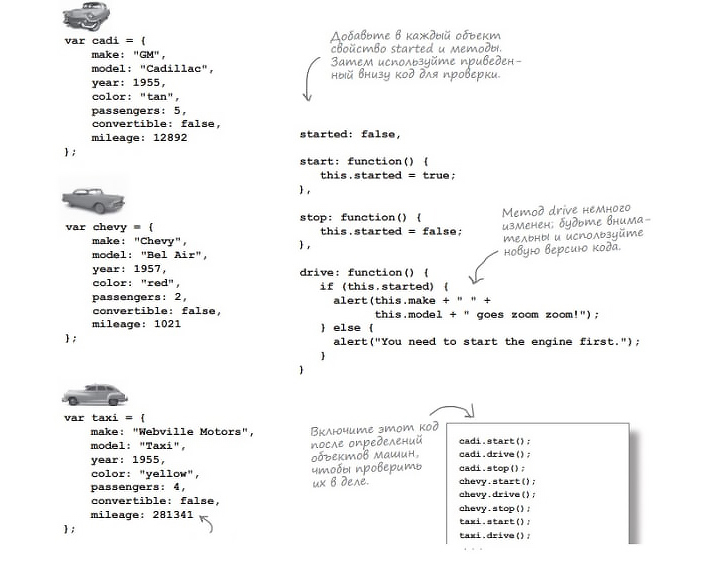 var cadi = {
make: "GM",
model: "Cadillac",
year: 1955,
color: "tan",
passengers: 5,
convertible: false,
mileage: 12892
};
var chevy = {
make: "Chevy",
model: "Bel Air",
year: 1957,
color: "red",
passengers: 2,
convertible: false,
mileage: 1021
};
var taxi = {
make: "Webville Motors",
model: "Taxi",
year: 1955,
color: "yellow",
passengers: 4,
convertible: false,
mileage: 281341
};
Добавьте в каждый объект
свойство started и методы.
Затем используйте приведен-
ный внизу код для проверки.
started: false,
start: function() {
this.started = true;
},
stop: function() {
this.started = false;
},
drive: function() {
if (this.started) {
alert(this.make + " " +
this.model + " goes zoom zoom!");
} else {
alert("You need to start the engine first.");
}
}
Метод drive немного
изменен; будьте внима-
тельны и используйте
новую версию кода.
Включите этот код
после определений
объектов машин,
чтобы проверить
их в деле.
cadi.start();
cadi.drive();
cadi.stop();
chevy.start();
chevy.drive();
chevy.stop();
taxi.start();
taxi.drive();